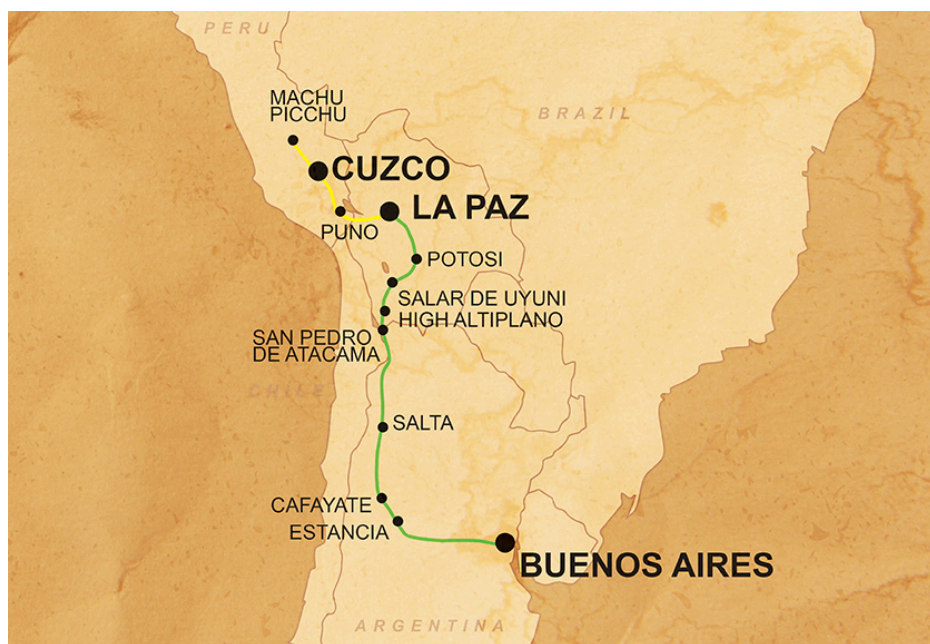 PERU
MACHU
PICCHU
BRAZIL
CUZCO
LA PAZ
PUNO
POTOSI
SALAR DE UYUNI
HIGH ALTIPLANO
SAN PEDRO
DE ATACAMA
CHILE
SALTA
CAFAYATE
ESTANCIA
BUENOS AIRES
ARGENTINA